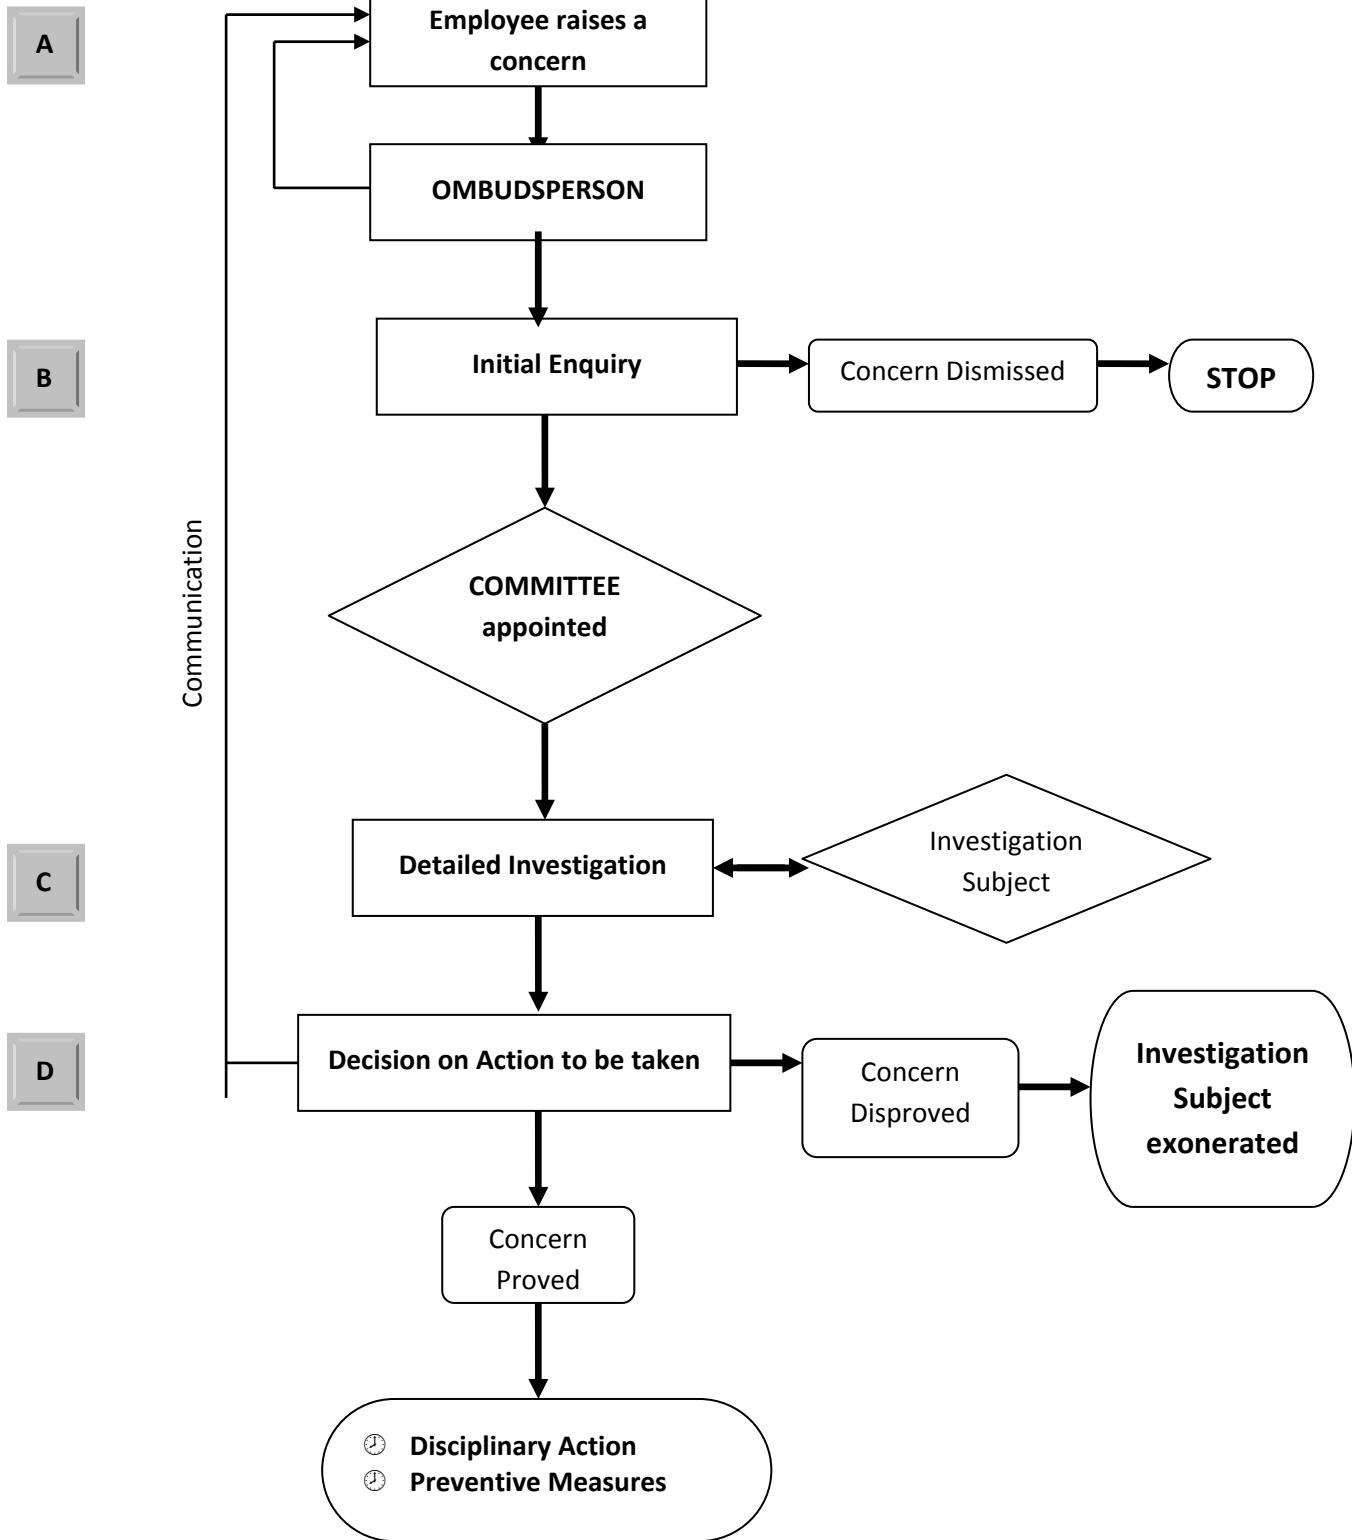 A
Employee raises a
concern
OMBUDSPERSON
B
Initial Enquiry
Concern Dismissed
STOP
Communication
COMMITTEE
appointed
C
Detailed Investigation
Investigation
Subject
D
Decision on Action to be taken
Concern
Disproved
Investigation
Subject
exonerated
Concern
Proved
Disciplinary Action
Preventive Measures